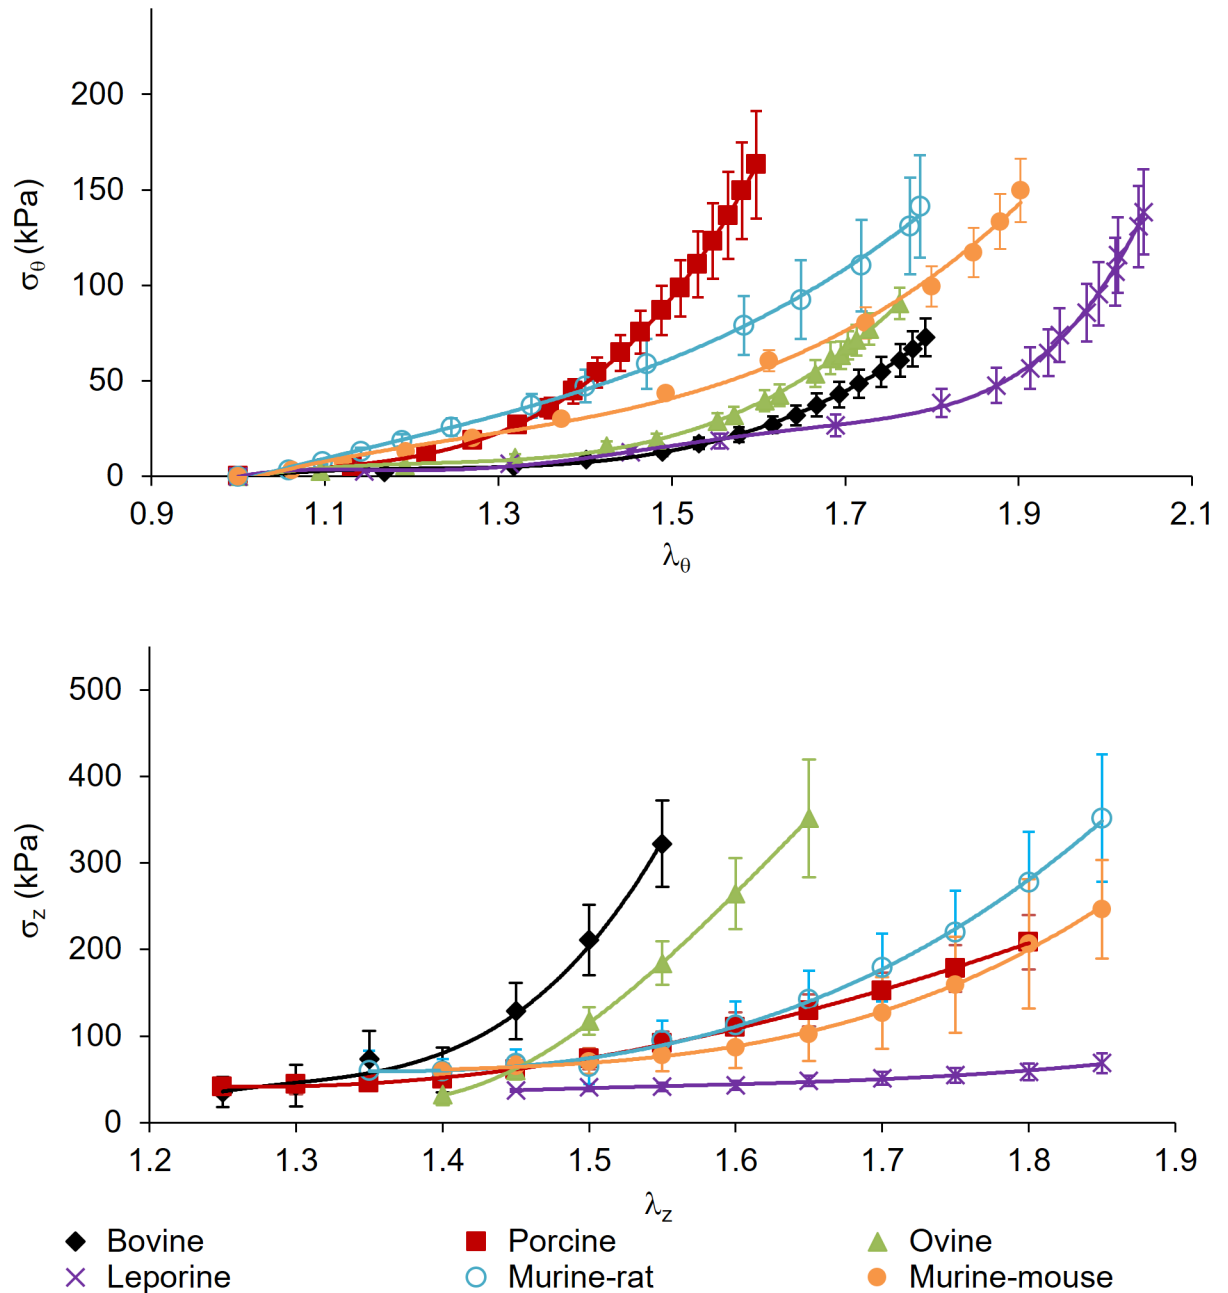 200
150
100
50
0
σθ (kPa)
0.9 1.1 1.3 1.5 1.7 1.9 2.1
λθ
500
400
300
200
100
0
σz (kPa)
1.2 1.3 1.4 1.5 1.6 1.7 1.8 1.9
λz
Bovine Porcine Ovine
Leporine Murine-rat Murine-mouse